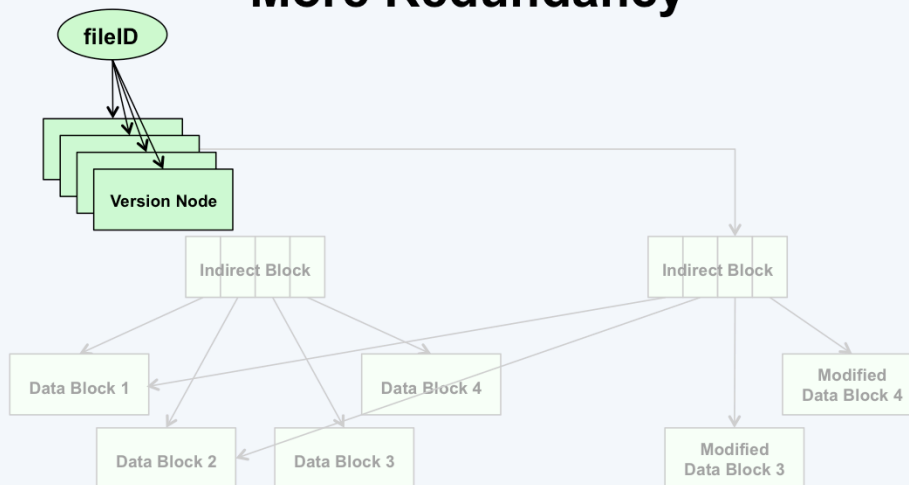 More Redundancy
fileID
Version Node
Indirect Block
Indirect Block
Data Block 1
Data Block 4
Modified
Data Block 4
Data Block 2
Data Block 3
Modified
Data Block 3